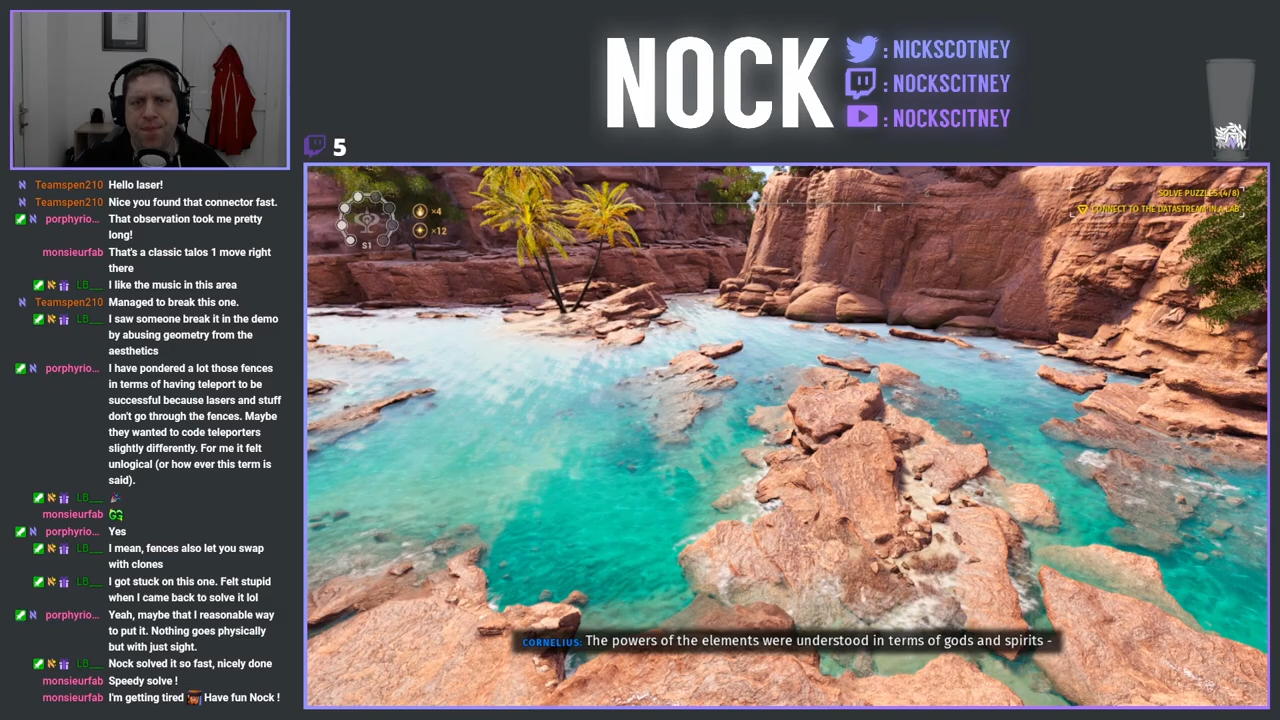 NOCK
: NICKSCOTNEY
: NOCKSCITNEY
: NOCKSCITNEY
5
Teamspen210 Hello laser!
Teamspen210 Nice you found that connector fast.
porphyrio... That observation took me pretty
long!
monsieurfab That's a classic talos 1 move right
there
LB__ I like the music in this area
Teamspen210 Managed to break this one.
LB__ I saw someone break it in the demo
by abusing geometry from the
aesthetics
porphyrio... I have pondered a lot those fences
in terms of having teleport to be
successful because lasers and stuff
don't go through the fences. Maybe
they wanted to code teleporters
slightly differently. For me it felt
unlogical (or how ever this term is
said).
LB__
monsieurfab GG
porphyrio... Yes
LB__ I mean, fences also let you swap
with clones
LB__ I got stuck on this one. Felt stupid
when I came back to solve it lol
porphyrio... Yeah, maybe that I reasonable way
to put it. Nothing goes physically
but with just sight.
LB__ Nock solved it so fast, nicely done
monsieurfab Speedy solve !
monsieurfab I'm getting tired Have fun Nock !
×4
×12
S1
E
SOLVE PUZZLES (4/8)
CONNECT TO THE DATASTREAM IN A LAB
CORNELIUS: The powers of the elements were understood in terms of gods and spirits -